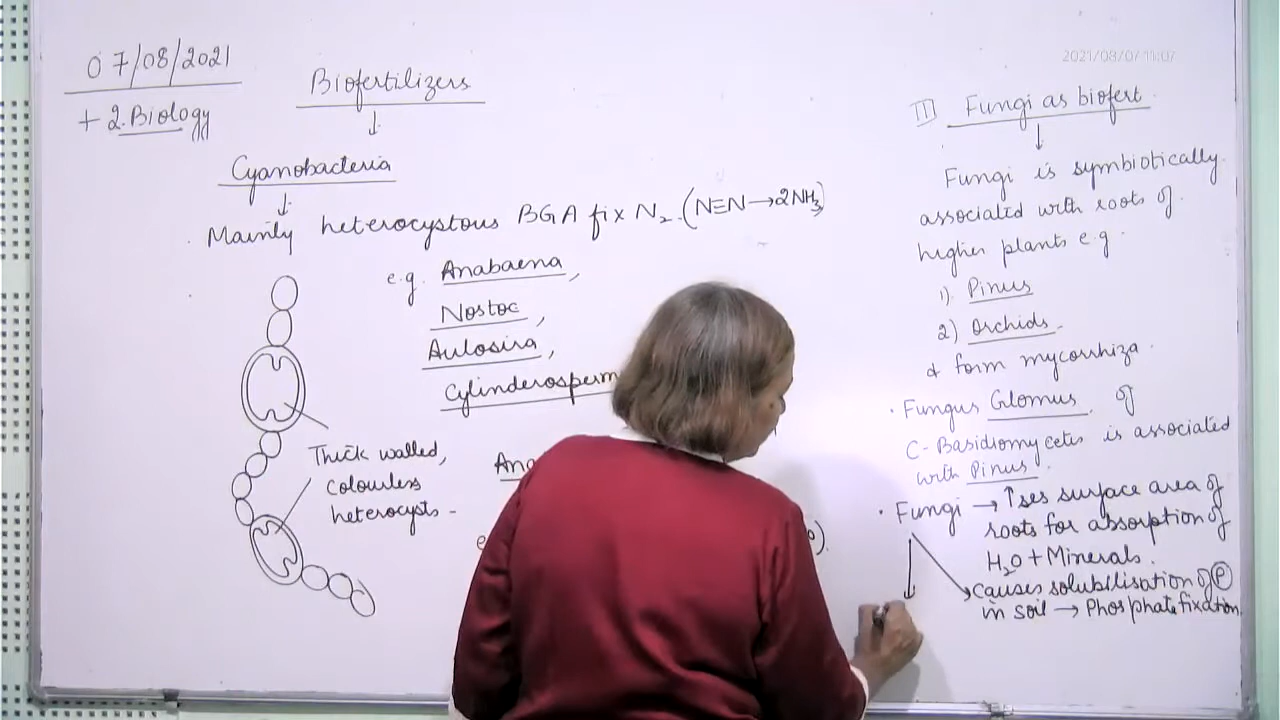 07/08/2021
+2.Biology
Biofertilizers
↓
Cyanobacteria
↓
Mainly heterocystous BGA fix N₂.(N≡N→2NH₃)
e.g. Anabaena,
Nostoc,
Aulosira,
Cylindrosperm
Thick walled,
colourless
heterocysts -
2021/08/07 11:07
III Fungi as biofert.
↓
Fungi is symbiotically
associated with roots of
higher plants e.g
1). Pinus
2) Orchids.
& form mycorrhiza.
. Fungus Glomus of
C-Basidiomycetes is associated
with Pinus.
. Fungi → ↑ses surface area of
roots for absorption of
H₂O + Minerals.
causes solubilisation of Ⓟ
in soil → Phosphate fixation